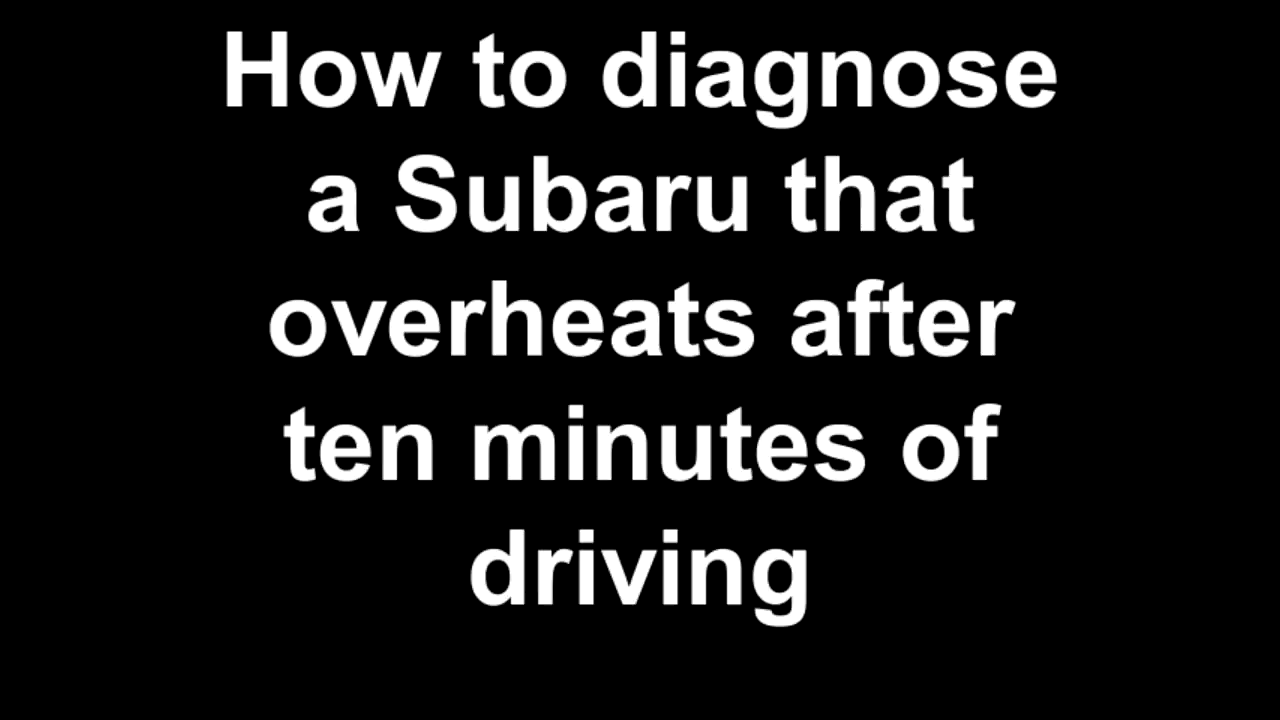 How to diagnose
a Subaru that
overheats after
ten minutes of
driving